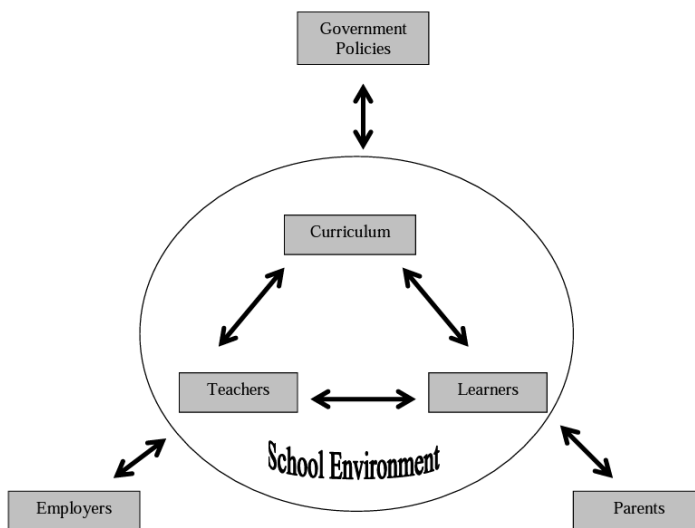 Government
Policies
Curriculum
Teachers
Learners
School Environment
Employers
Parents